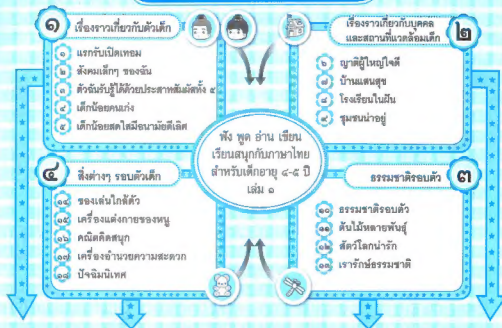 ๑ เรื่องราวเกี่ยวกับตัวเด็ก
๑ แรกรับเปิดเทอม
๒ สังคมเด็กๆ ของฉัน
๓ ตัวฉันรับรู้ได้ด้วยประสาทสัมผัสทั้ง ๕
๔ เด็กน้อยคนเก่ง
๕ เด็กน้อยสดใสมีอนามัยดีเลิศ
เรื่องราวเกี่ยวกับบุคคล
และสถานที่แวดล้อมเด็ก ๒
๖ ญาติผู้ใหญ่ใจดี
๗ บ้านแสนสุข
๘ โรงเรียนในฝัน
๙ ชุมชนน่าอยู่
ฟัง พูด อ่าน เขียน
เรียนสนุกกับภาษาไทย
สำหรับเด็กอายุ ๔-๕ ปี
เล่ม ๑
ธรรมชาติรอบตัว ๓
๑๐ ธรรมชาติรอบตัว
๑๑ ต้นไม้หลายพันธุ์
๑๒ สัตว์โลกน่ารัก
๑๓ เรารักษ์ธรรมชาติ
๔ สิ่งต่างๆ รอบตัวเด็ก
๑๔ ของเล่นใกล้ตัว
๑๕ เครื่องแต่งกายของหนู
๑๖ คณิตคิดสนุก
๑๗ เครื่องอำนวยความสะดวก
๑๘ ปัจฉิมนิเทศ